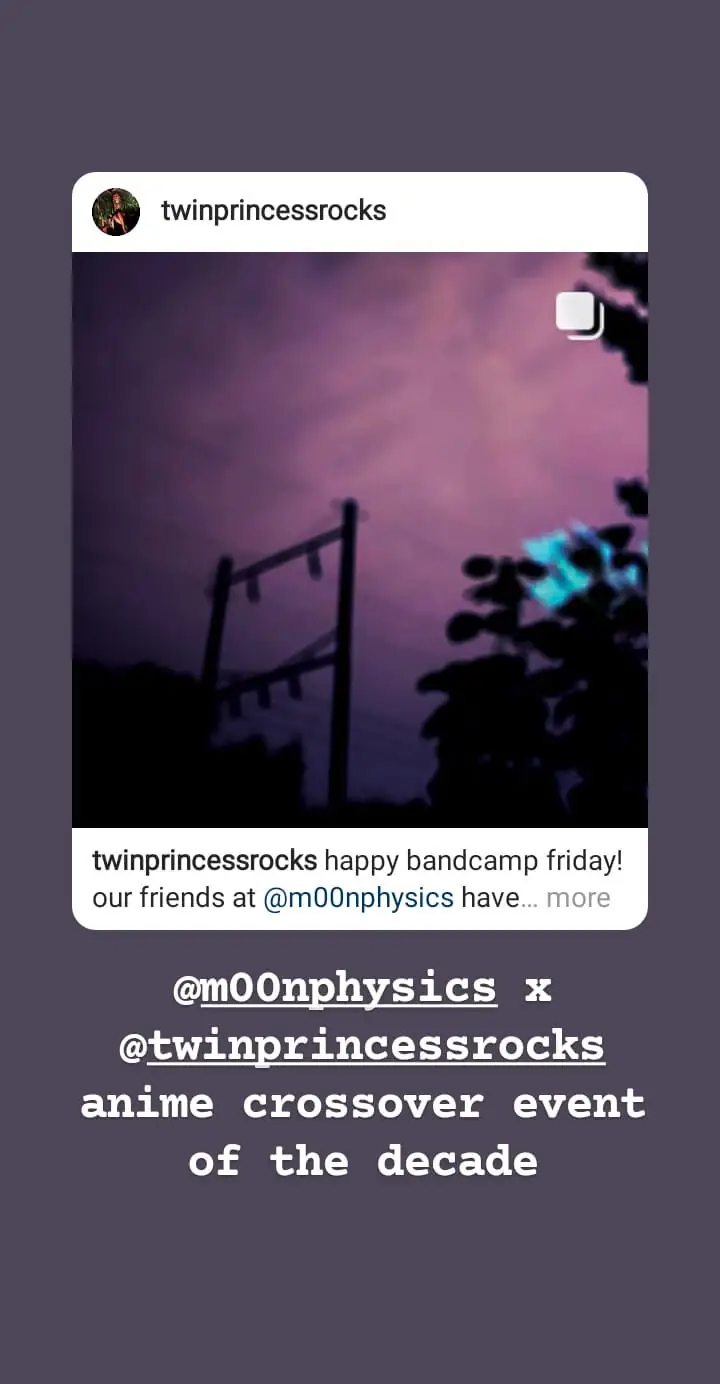 twinprincessrocks
twinprincessrocks happy bandcamp friday!
our friends at @m00nphysics have... more
@m00nphysics x
@twinprincessrocks
anime crossover event
of the decade